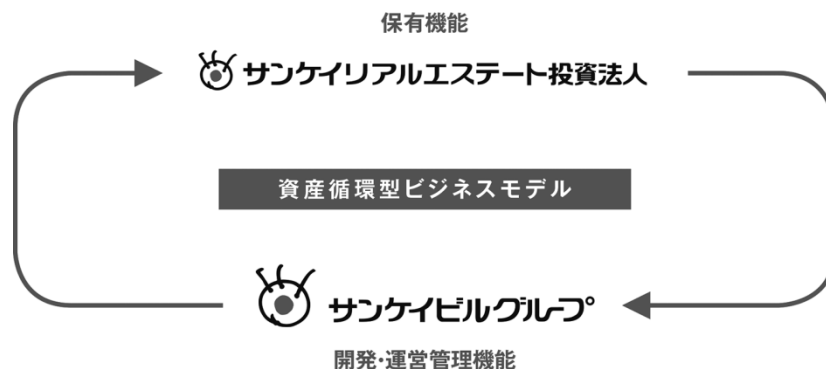 保有機能
サンケイリアルエステート投資法人
資産循環型ビジネスモデル
サンケイビルグループ
開発・運営管理機能